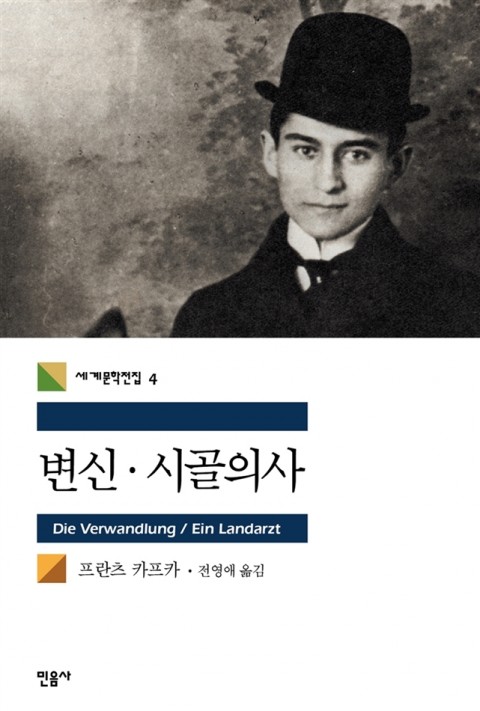 세계문학전집 4
변신 · 시골의사
Die Verwandlung / Ein Landarzt
프란츠 카프카 · 전영애 옮김
민음사